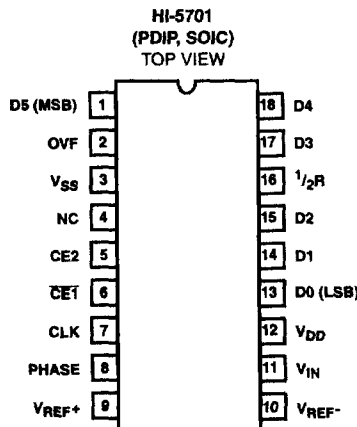 HI-5701
(PDIP, SOIC)
TOP VIEW
D5 (MSB) 1 18 D4
OVF 2 17 D3
VSS 3 16 1/2R
NC 4 15 D2
CE2 5 14 D1
C̅E̅1̅ 6 13 D0 (LSB)
CLK 7 12 VDD
PHASE 8 11 VIN
VREF+ 9 10 VREF-